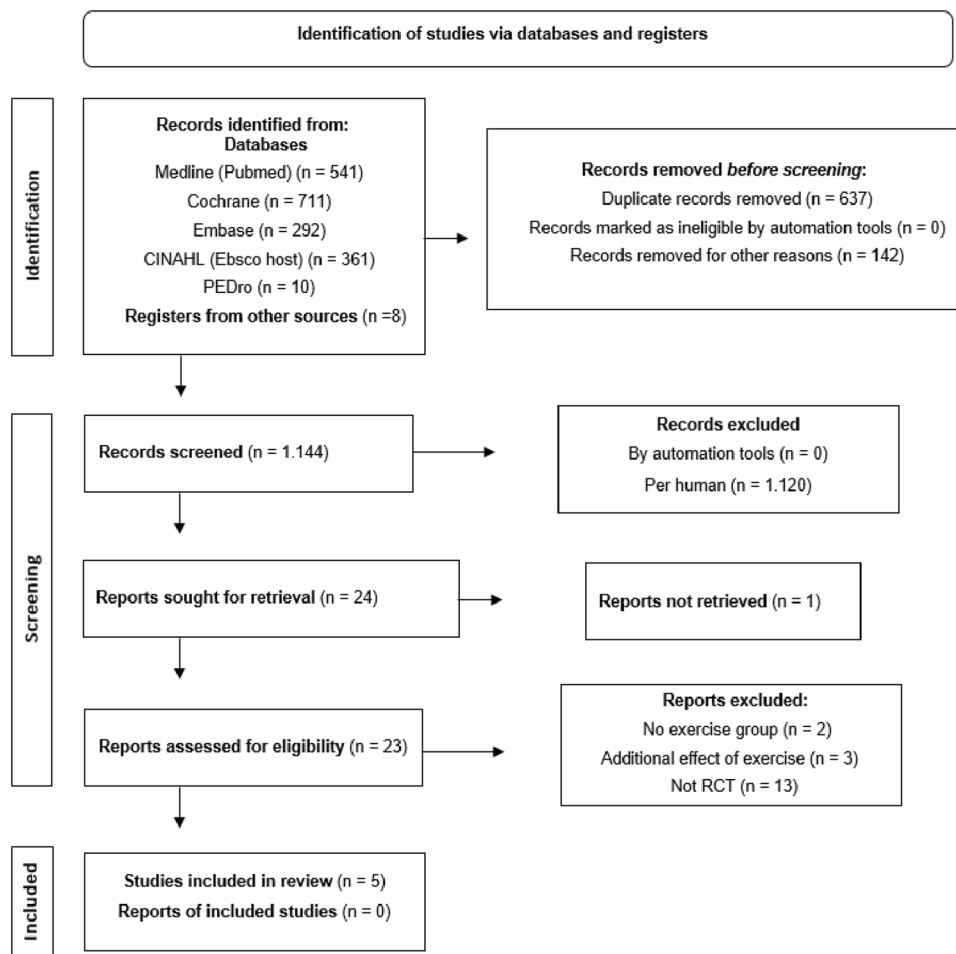 Identification of studies via databases and registers
Identification
Records identified from:
Databases
Medline (Pubmed) (n = 541)
Cochrane (n = 711)
Embase (n = 292)
CINAHL (Ebsco host) (n = 361)
PEDro (n = 10)
Registers from other sources (n =8)
Records removed before screening:
Duplicate records removed (n = 637)
Records marked as ineligible by automation tools (n = 0)
Records removed for other reasons (n = 142)
Screening
Records screened (n = 1.144)
Records excluded
By automation tools (n = 0)
Per human (n = 1.120)
Reports sought for retrieval (n = 24)
Reports not retrieved (n = 1)
Reports assessed for eligibility (n = 23)
Reports excluded:
No exercise group (n = 2)
Additional effect of exercise (n = 3)
Not RCT (n = 13)
Included
Studies included in review (n = 5)
Reports of included studies (n = 0)